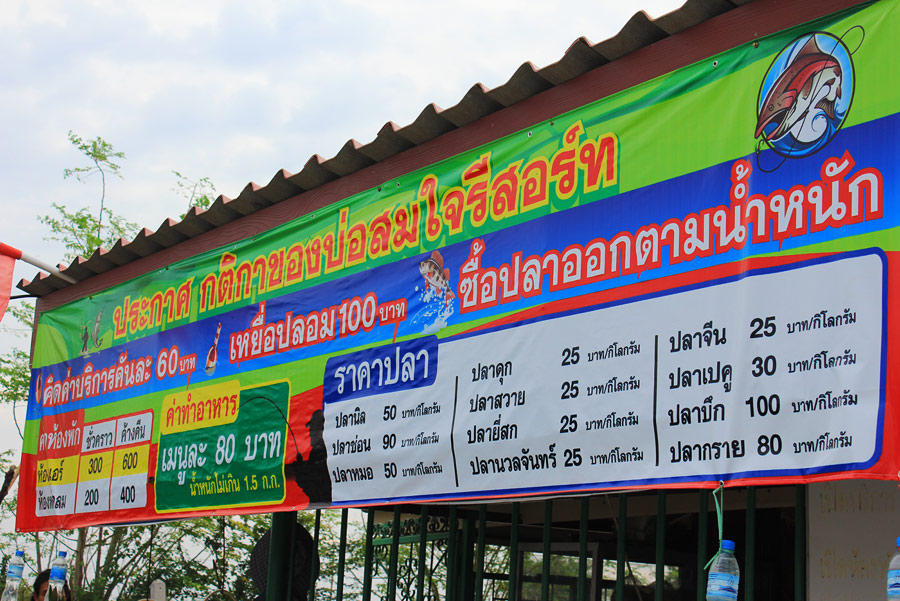 ประกาศ กติกาของบ่อสมใจรีสอร์ท
คิดค่าบริการคันละ 60 บาท เหยื่อปลอม 100 บาท ซื้อปลาออกตามน้ำหนัก
ค่าห้องพัก ชั่วคราว ค้างคืน
ห้องแอร์ 300 600
ห้องพัดลม 200 400
ค่าทำอาหาร
เมนูละ 80 บาท
น้ำหนักไม่เกิน 1.5 ก.ก.
ราคาปลา
ปลานิล 50 บาท/กิโลกรัม
ปลาช่อน 90 บาท/กิโลกรัม
ปลาหมอ 50 บาท/กิโลกรัม
ปลาดุก 25 บาท/กิโลกรัม
ปลาสวาย 25 บาท/กิโลกรัม
ปลายี่สก 25 บาท/กิโลกรัม
ปลานวลจันทร์ 25 บาท/กิโลกรัม
ปลาจีน 25 บาท/กิโลกรัม
ปลาเปคู 30 บาท/กิโลกรัม
ปลาบึก 100 บาท/กิโลกรัม
ปลากราย 80 บาท/กิโลกรัม